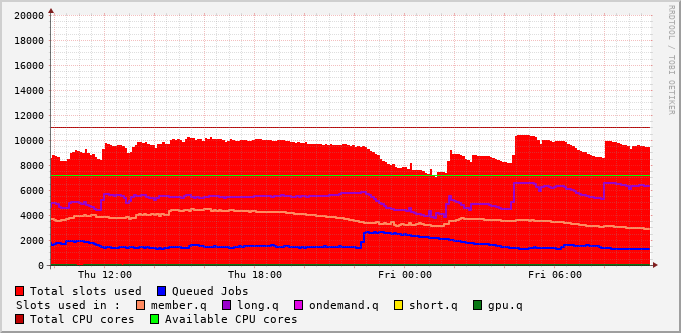 20000
18000
16000
14000
12000
10000
8000
6000
4000
2000
0
Thu 12:00 Thu 18:00 Fri 00:00 Fri 06:00
RRDTOOL / TOBI OETIKER
Total slots used Queued Jobs
Slots used in : member.q long.q ondemand.q short.q gpu.q
Total CPU cores Available CPU cores